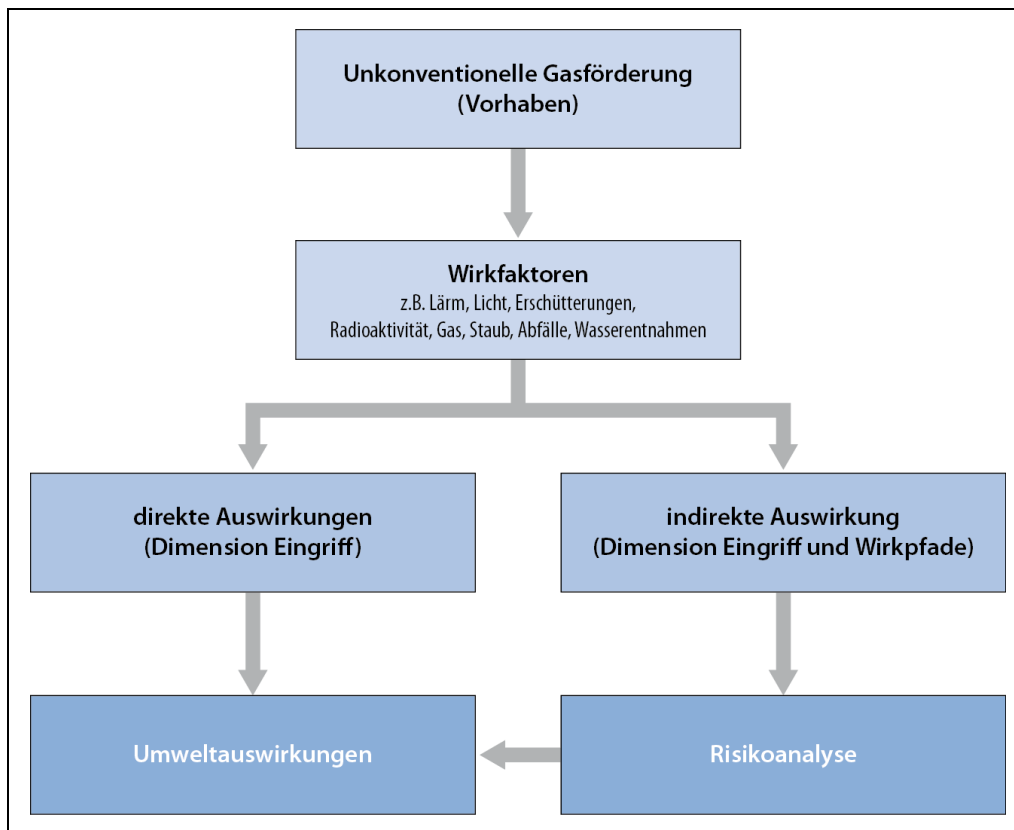 Unkonventionelle Gasförderung
(Vorhaben)
Wirkfaktoren
z.B. Lärm, Licht, Erschütterungen,
Radioaktivität, Gas, Staub, Abfälle, Wasserentnahmen
direkte Auswirkungen
(Dimension Eingriff)
indirekte Auswirkung
(Dimension Eingriff und Wirkpfade)
Umweltauswirkungen
Risikoanalyse